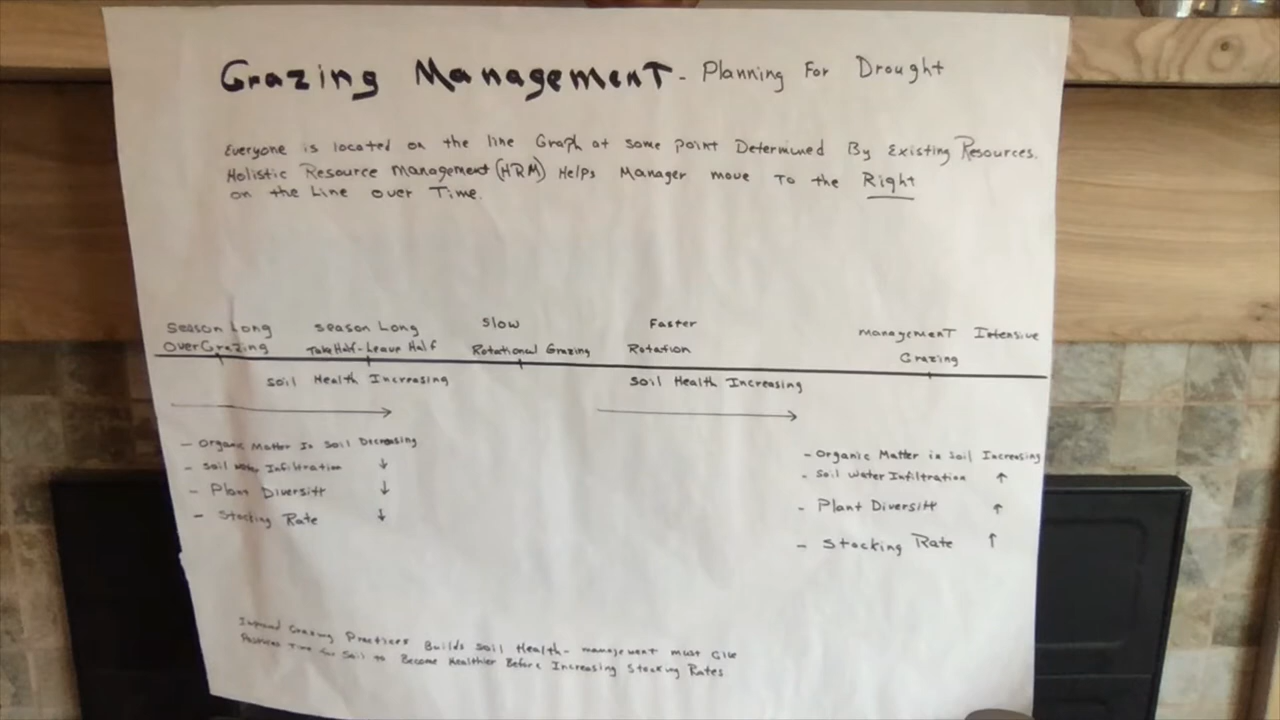 Grazing Management - Planning For Drought
Everyone is located on the line Graph at some point Determined By Existing Resources.
Holistic Resource Management (HRM) Helps Manager move To the Right
on the Line over Time.
Season Long OverGrazing
Season Long Take Half-Leave Half
Slow Rotational Grazing
Faster Rotation
Management Intensive Grazing
Soil Health Increasing
Soil Health Increasing
- Organic Matter In Soil Decreasing
- Soil Water Infiltration ↓
- Plant Diversitt ↓
- Stocking Rate ↓
- Organic Matter in Soil Increasing
- Soil Water Infiltration ↑
- Plant Diversitt ↑
- Stocking Rate ↑
Improved Grazing Practices Builds Soil Health- management must Give
Pastures Time for Soil to Become Healthier Before Increasing Stocking Rates